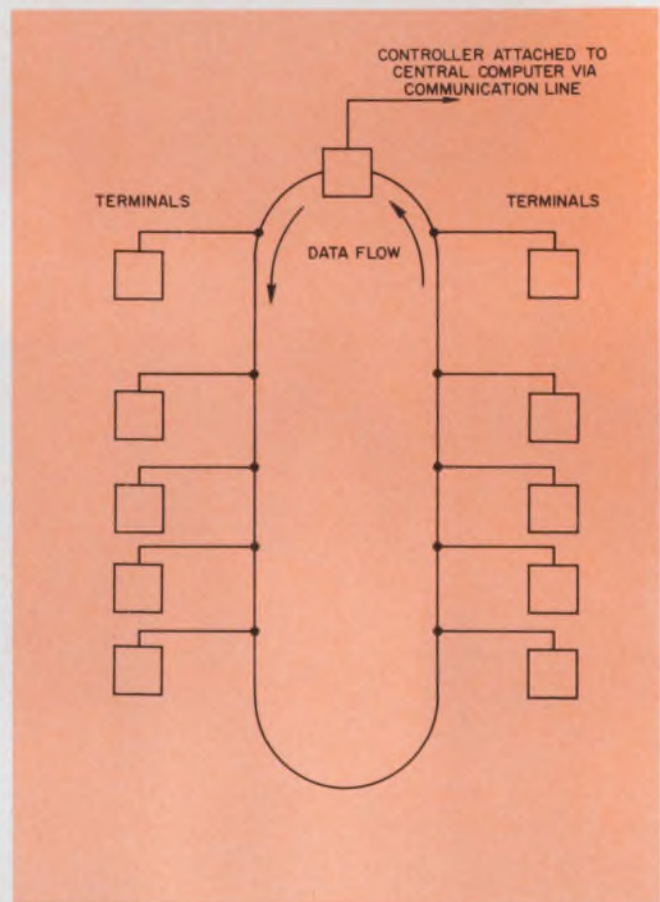 CONTROLLER ATTACHED TO
CENTRAL COMPUTER VIA
COMMUNICATION LINE
TERMINALS
TERMINALS
DATA FLOW